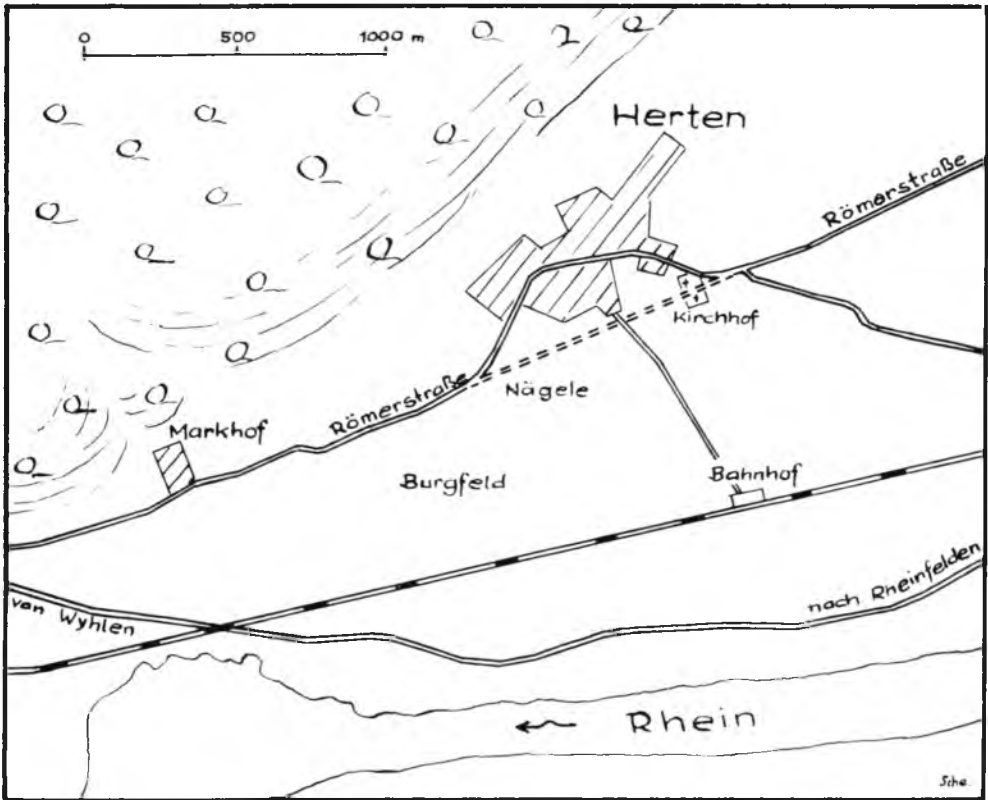 0 500 1000 m
Herten
Römerstraße
Kirchhof
Römerstraße
Nägele
Markhof
Burgfeld
Bahnhof
von Wyhlen
nach Rheinfelden
Rhein
Sche.